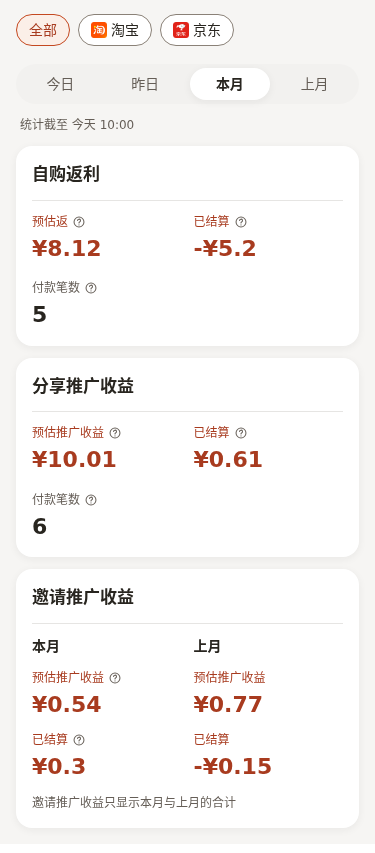 全部 淘 淘宝 京东 京东
今日 昨日 本月 上月
统计截至 今天 10:00
自购返利
预估返 ? 已结算 ?
¥8.12 -¥5.2
付款笔数 ?
5
分享推广收益
预估推广收益 ? 已结算 ?
¥10.01 ¥0.61
付款笔数 ?
6
邀请推广收益
本月 上月
预估推广收益 ? 预估推广收益
¥0.54 ¥0.77
已结算 ? 已结算
¥0.3 -¥0.15
邀请推广收益只显示本月与上月的合计